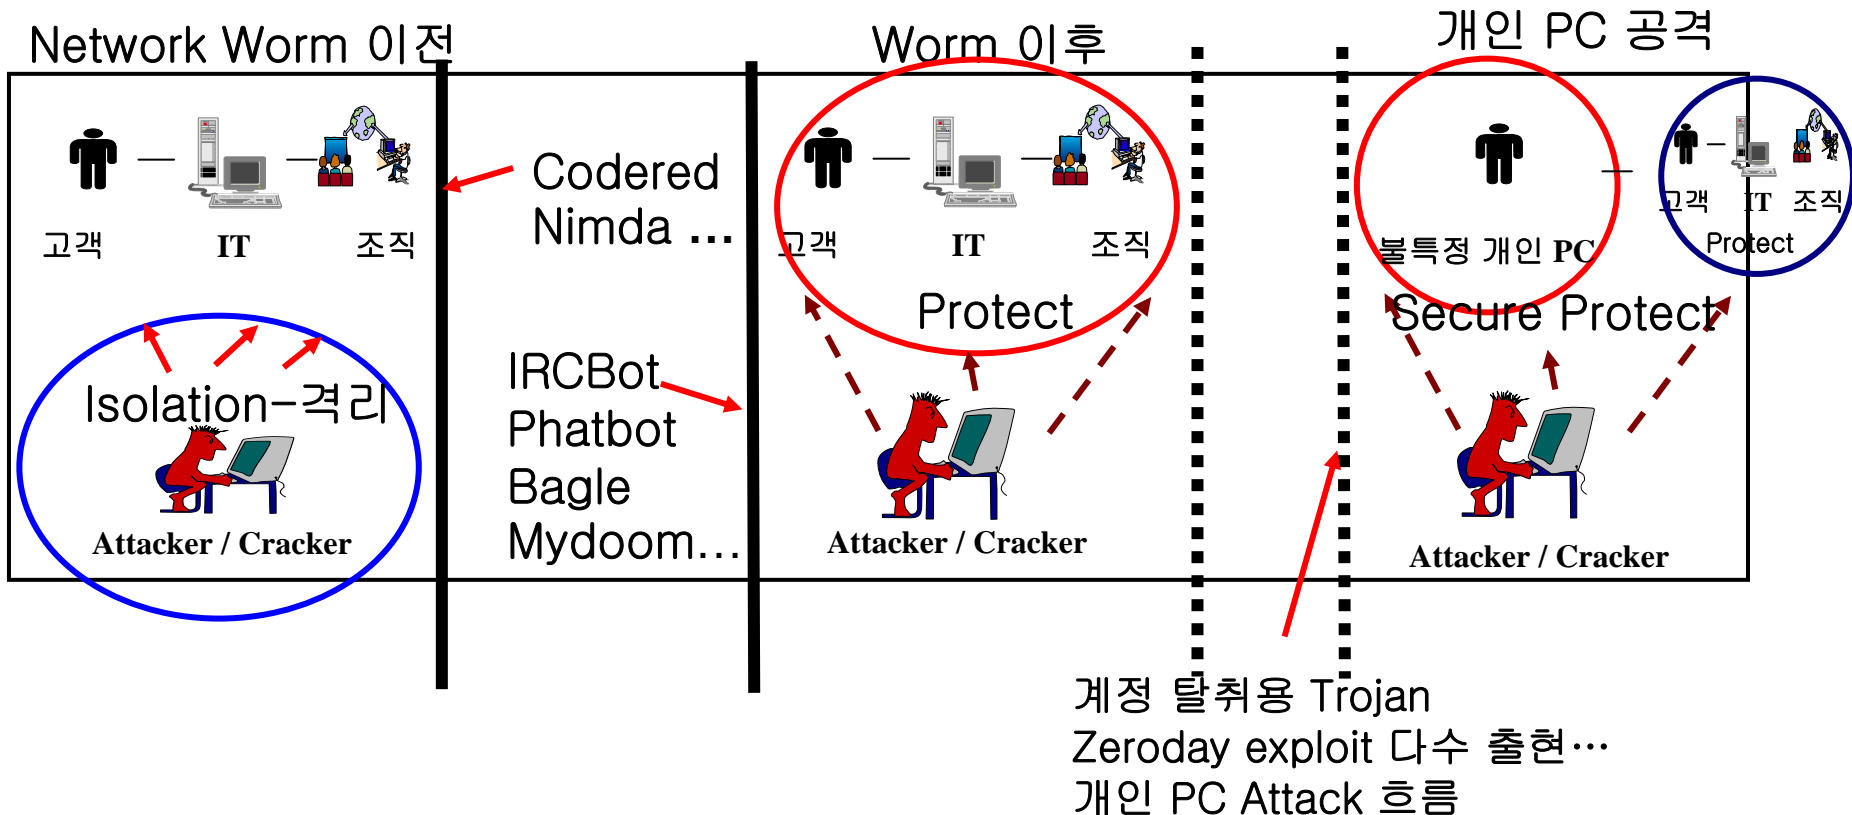 Network Worm 이전
고객
IT
조직
Isolation-격리
Attacker / Cracker
Codered
Nimda ...
IRCBot
Phatbot
Bagle
Mydoom...
Worm 이후
고객
IT
조직
Protect
Attacker / Cracker
개인 PC 공격
불특정 개인 PC
고객
IT
조직
Protect
Secure Protect
Attacker / Cracker
계정 탈취용 Trojan
Zeroday exploit 다수 출현...
개인 PC Attack 흐름